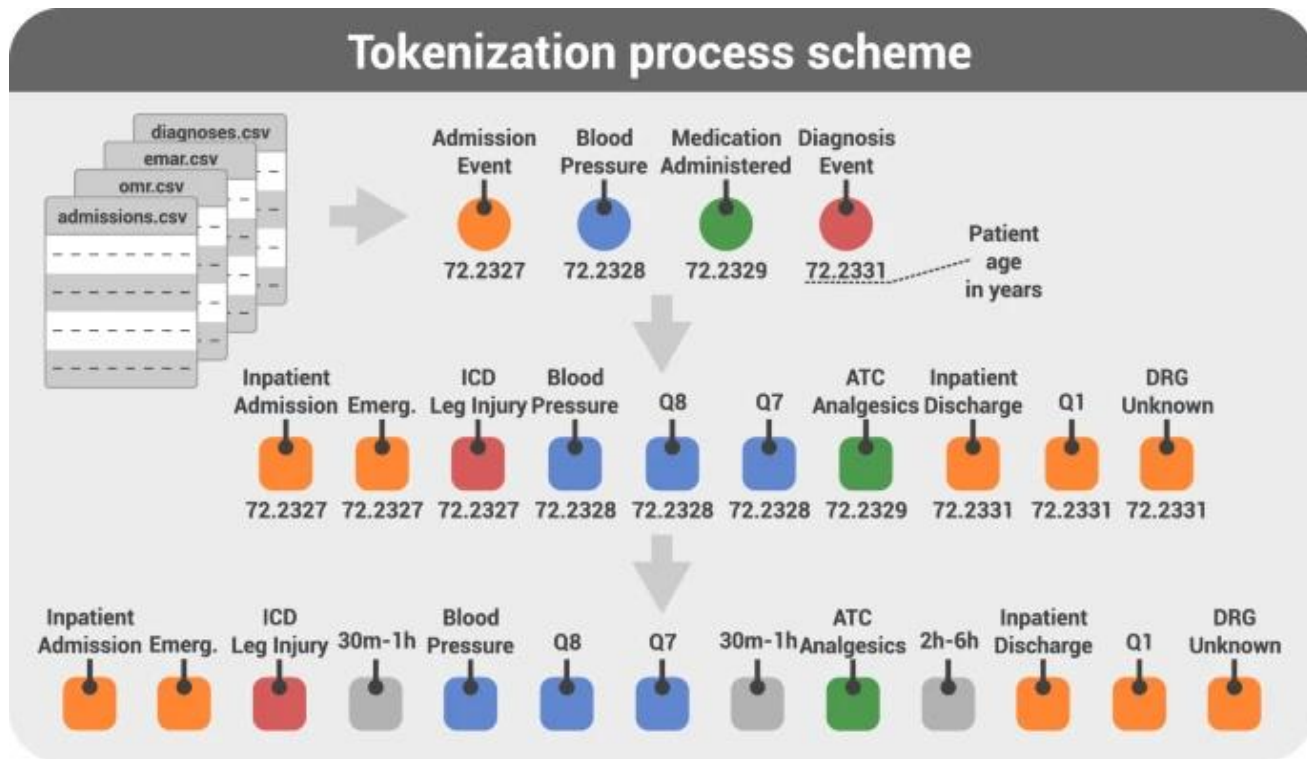 Tokenization process scheme
diagnoses.csv
emar.csv
omr.csv
admissions.csv
Admission Event
Blood Pressure
Medication Administered
Diagnosis Event
72.2327
72.2328
72.2329
72.2331
Patient
age
in years
Inpatient Admission
Emerg.
ICD Leg Injury
Blood Pressure
Q8
Q7
ATC Analgesics
Inpatient Discharge
Q1
DRG Unknown
72.2327
72.2327
72.2327
72.2328
72.2328
72.2328
72.2329
72.2331
72.2331
72.2331
Inpatient Admission
Emerg.
ICD Leg Injury
30m-1h
Blood Pressure
Q8
Q7
30m-1h
ATC Analgesics
2h-6h
Inpatient Discharge
Q1
DRG Unknown